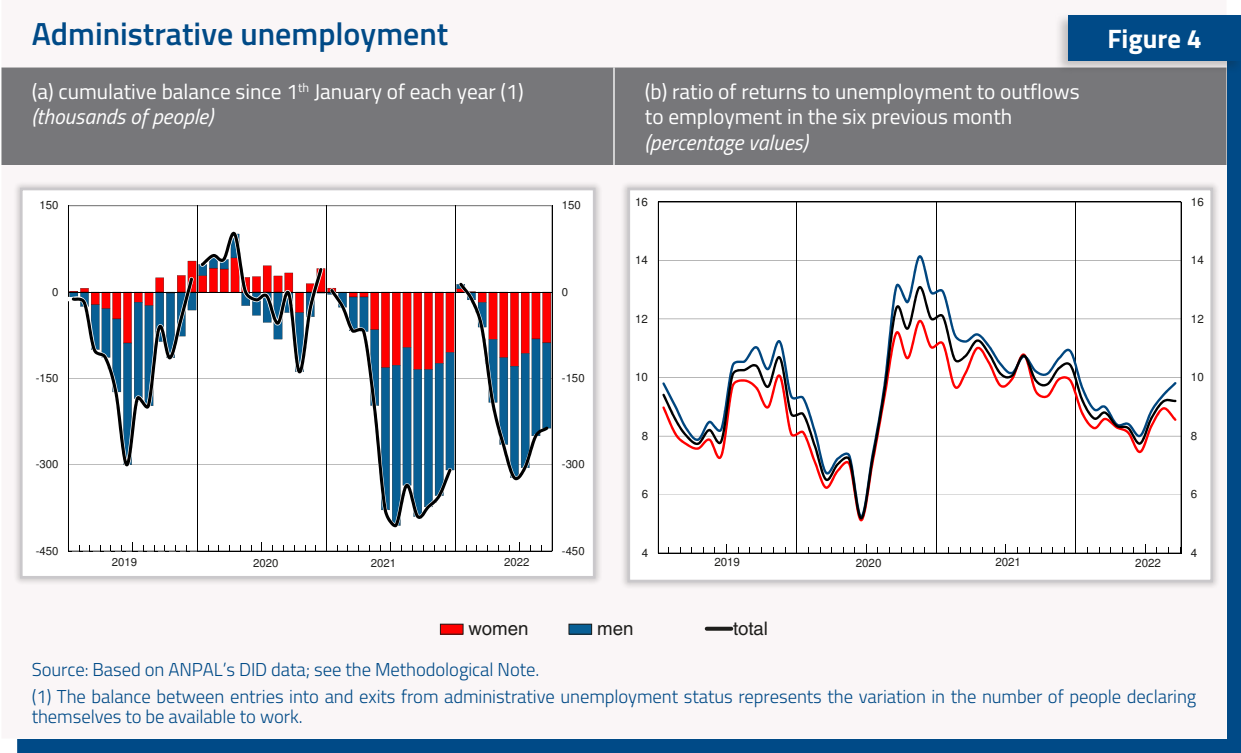 Administrative unemployment
Figure 4
(a) cumulative balance since 1th January of each year (1)
(thousands of people)
(b) ratio of returns to unemployment to outflows
to employment in the six previous month
(percentage values)
150
0
-150
-300
-450
150
0
-150
-300
-450
2019
2020
2021
2022
16
14
12
10
8
6
4
16
14
12
10
8
6
4
2019
2020
2021
2022
women
men
total
Source: Based on ANPAL's DID data; see the Methodological Note.
(1) The balance between entries into and exits from administrative unemployment status represents the variation in the number of people declaring
themselves to be available to work.